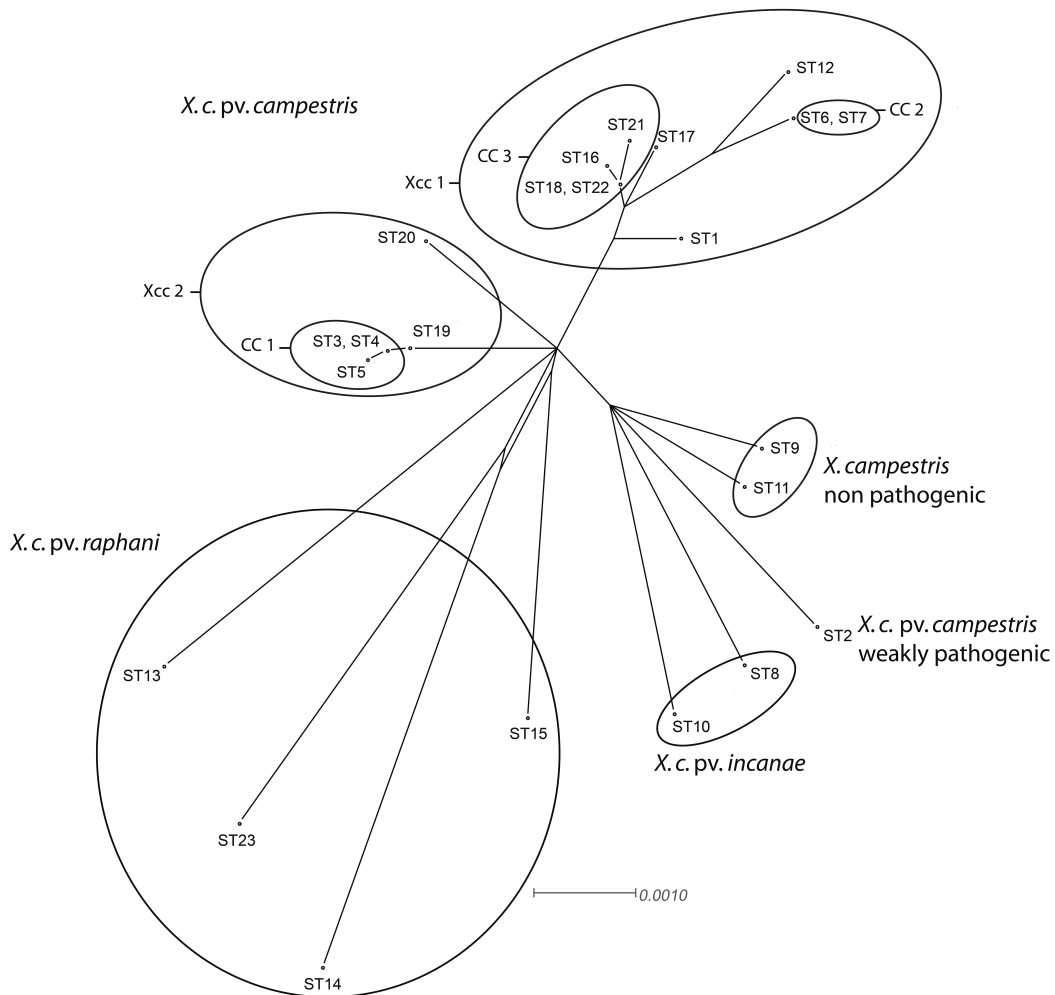 ST12
X. c. pv. campestris
CC 2
ST6, ST7
ST21
ST17
CC 3
ST16
Xcc 1
ST18, ST22
ST20
ST1
Xcc 2
ST19
ST3, ST4
CC 1
ST5
ST9
X. campestris
ST11
non pathogenic
X. c. pv. raphani
X. c. pv. campestris
ST2
weakly pathogenic
ST13
ST8
ST10
ST15
X. c. pv. incanae
ST23
0.0010
ST14